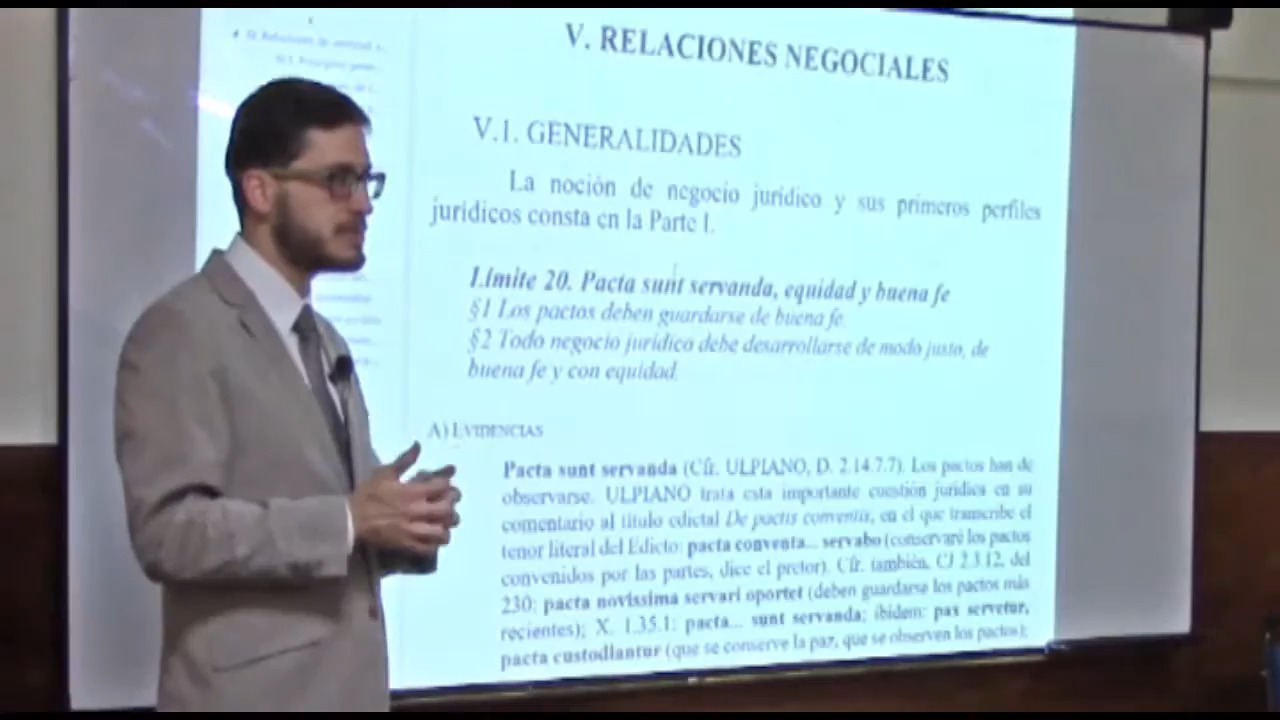 V. RELACIONES NEGOCIALES
V.1. GENERALIDADES
La noción de negocio jurídico y sus primeros perfiles
jurídicos consta en la Parte I.
Límite 20. Pacta sunt servanda, equidad y buena fe
§1 Los pactos deben guardarse de buena fe.
§2 Todo negocio jurídico debe desarrollarse de modo justo, de
buena fe y con equidad.
A) EVIDENCIAS
Pacta sunt servanda (Cfr. ULPIANO, D. 2.14.7.7). Los pactos han de
observarse. ULPIANO trata esta importante cuestión jurídica en su
comentario al título edictal De pactis conventis, en el que transcribe el
tenor literal del Edicto: pacta conventa... servabo (conservaré los pactos
convenidos por las partes, dice el pretor). Cfr. también, CJ 2.3.12, del
230: pacta novissima servari oportet (deben guardarse los pactos más
recientes); X. 1.35.1: pacta... sunt servanda; ibidem: pax servetur,
pacta custodiantur (que se conserve la paz, que se observen los pactos);